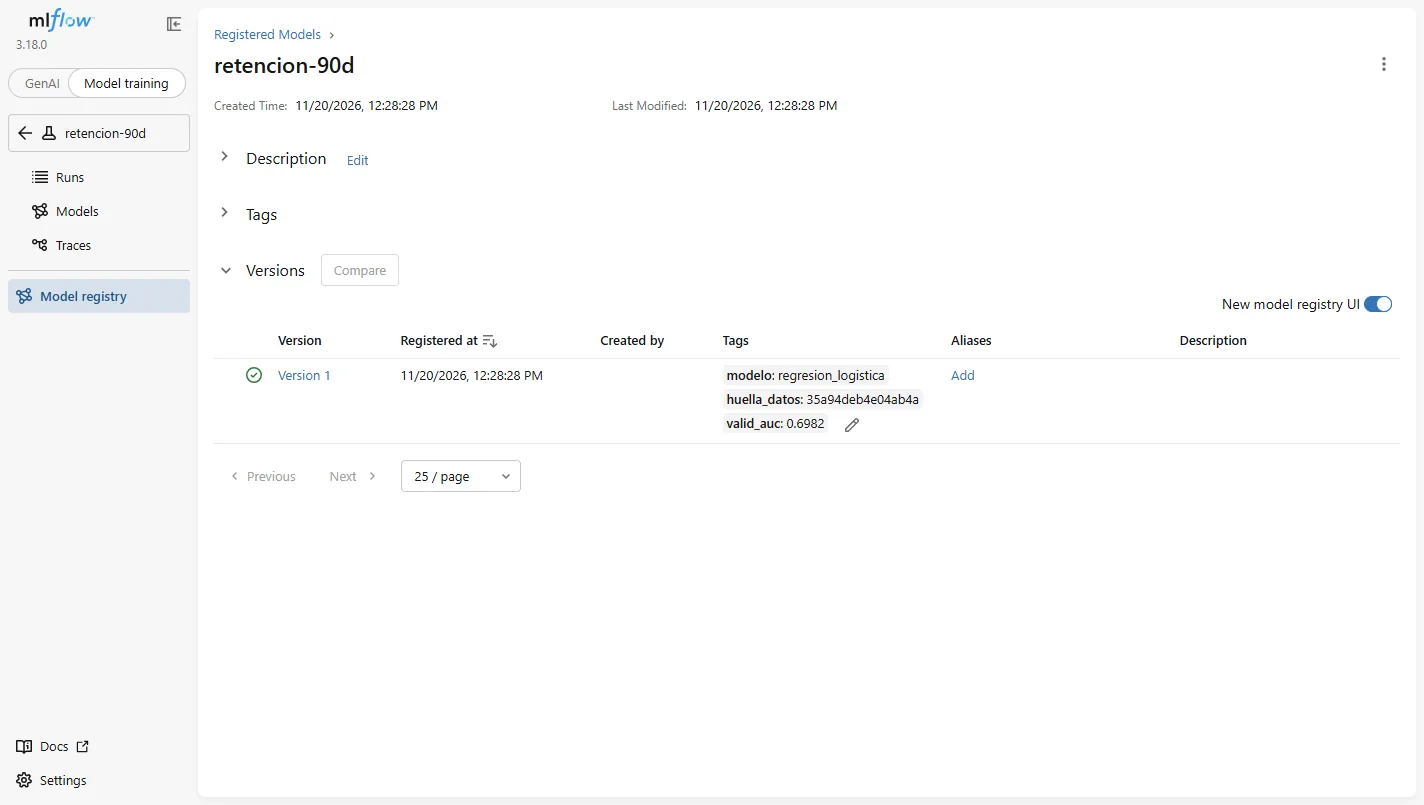 mlflow
3.18.0
GenAI Model training
retencion-90d
Runs
Models
Traces
Model registry
Docs
Settings
Registered Models
retencion-90d
Created Time: 11/20/2026, 12:28:28 PM Last Modified: 11/20/2026, 12:28:28 PM
Description Edit
Tags
Versions Compare
New model registry UI
Version Registered at Created by Tags Aliases Description
Version 1 11/20/2026, 12:28:28 PM modelo: regresion_logistica Add
huella_datos: 35a94deb4e04ab4a
valid_auc: 0.6982
Previous Next 25 / page